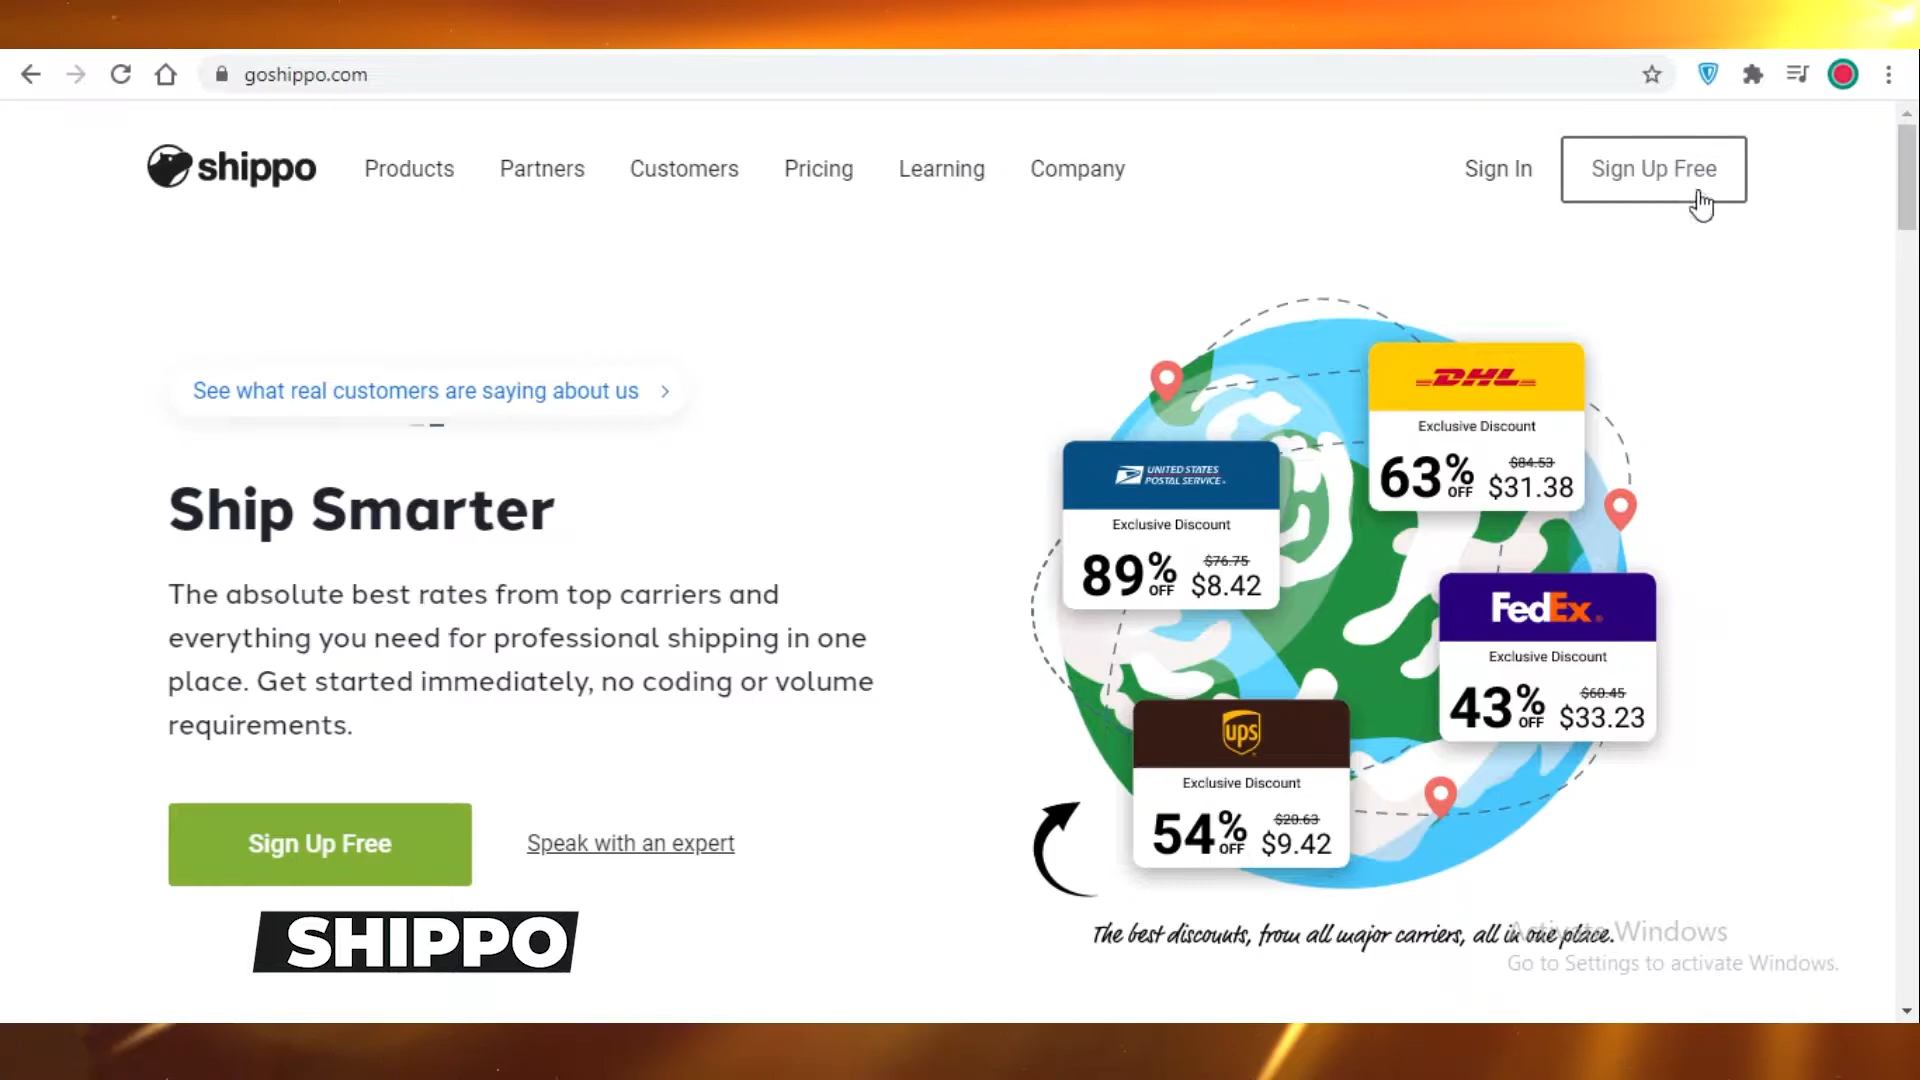 goshippo.com
shippo
Products
Partners
Customers
Pricing
Learning
Company
Sign In
Sign Up Free
See what real customers are saying about us
Ship Smarter
The absolute best rates from top carriers and
everything you need for professional shipping in one
place. Get started immediately, no coding or volume
requirements.
Sign Up Free
Speak with an expert
SHIPPO
DHL
Exclusive Discount
63% OFF $84.53 $31.38
UNITED STATES
POSTAL SERVICE
Exclusive Discount
89% OFF $76.75 $8.42
FedEx
Exclusive Discount
43% OFF $60.45 $33.23
ups
Exclusive Discount
54% OFF $20.63 $9.42
The best discounts, from all major carriers, all in one place.
Activate Windows
Go to Settings to activate Windows.